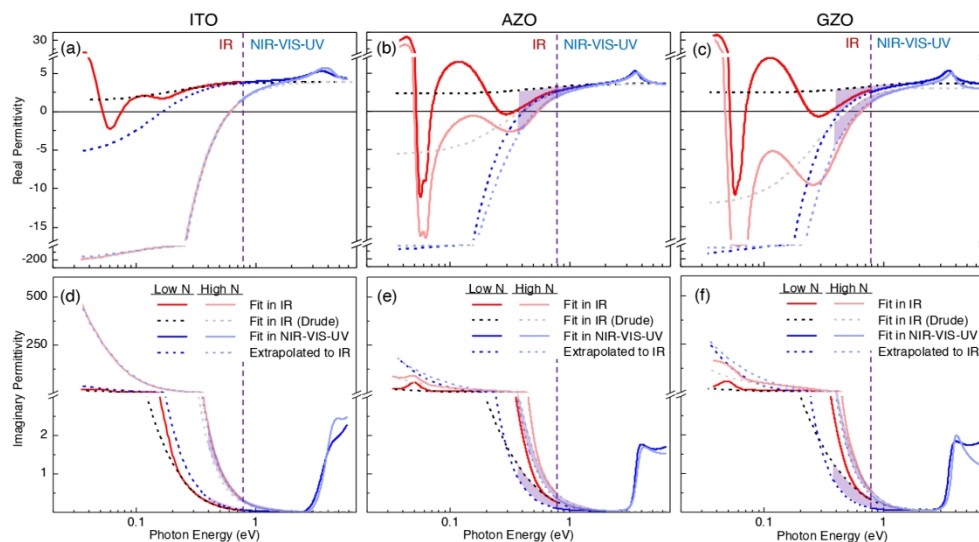 ITO
AZO
GZO
(a)
IR
NIR-VIS-UV
(b)
IR
NIR-VIS-UV
(c)
IR
NIR-VIS-UV
Real Permittivity
30
5
0
-5
-10
-15
-200
(d)
Low N High N
Fit in IR
Fit in IR (Drude)
Fit in NIR-VIS-UV
Extrapolated to IR
(e)
Low N High N
Fit in IR
Fit in IR (Drude)
Fit in NIR-VIS-UV
Extrapolated to IR
(f)
Low N High N
Fit in IR
Fit in IR (Drude)
Fit in NIR-VIS-UV
Extrapolated to IR
Imaginary Permittivity
500
250
2
1
0.1 1
0.1 1
0.1 1
Photon Energy (eV)
Photon Energy (eV)
Photon Energy (eV)